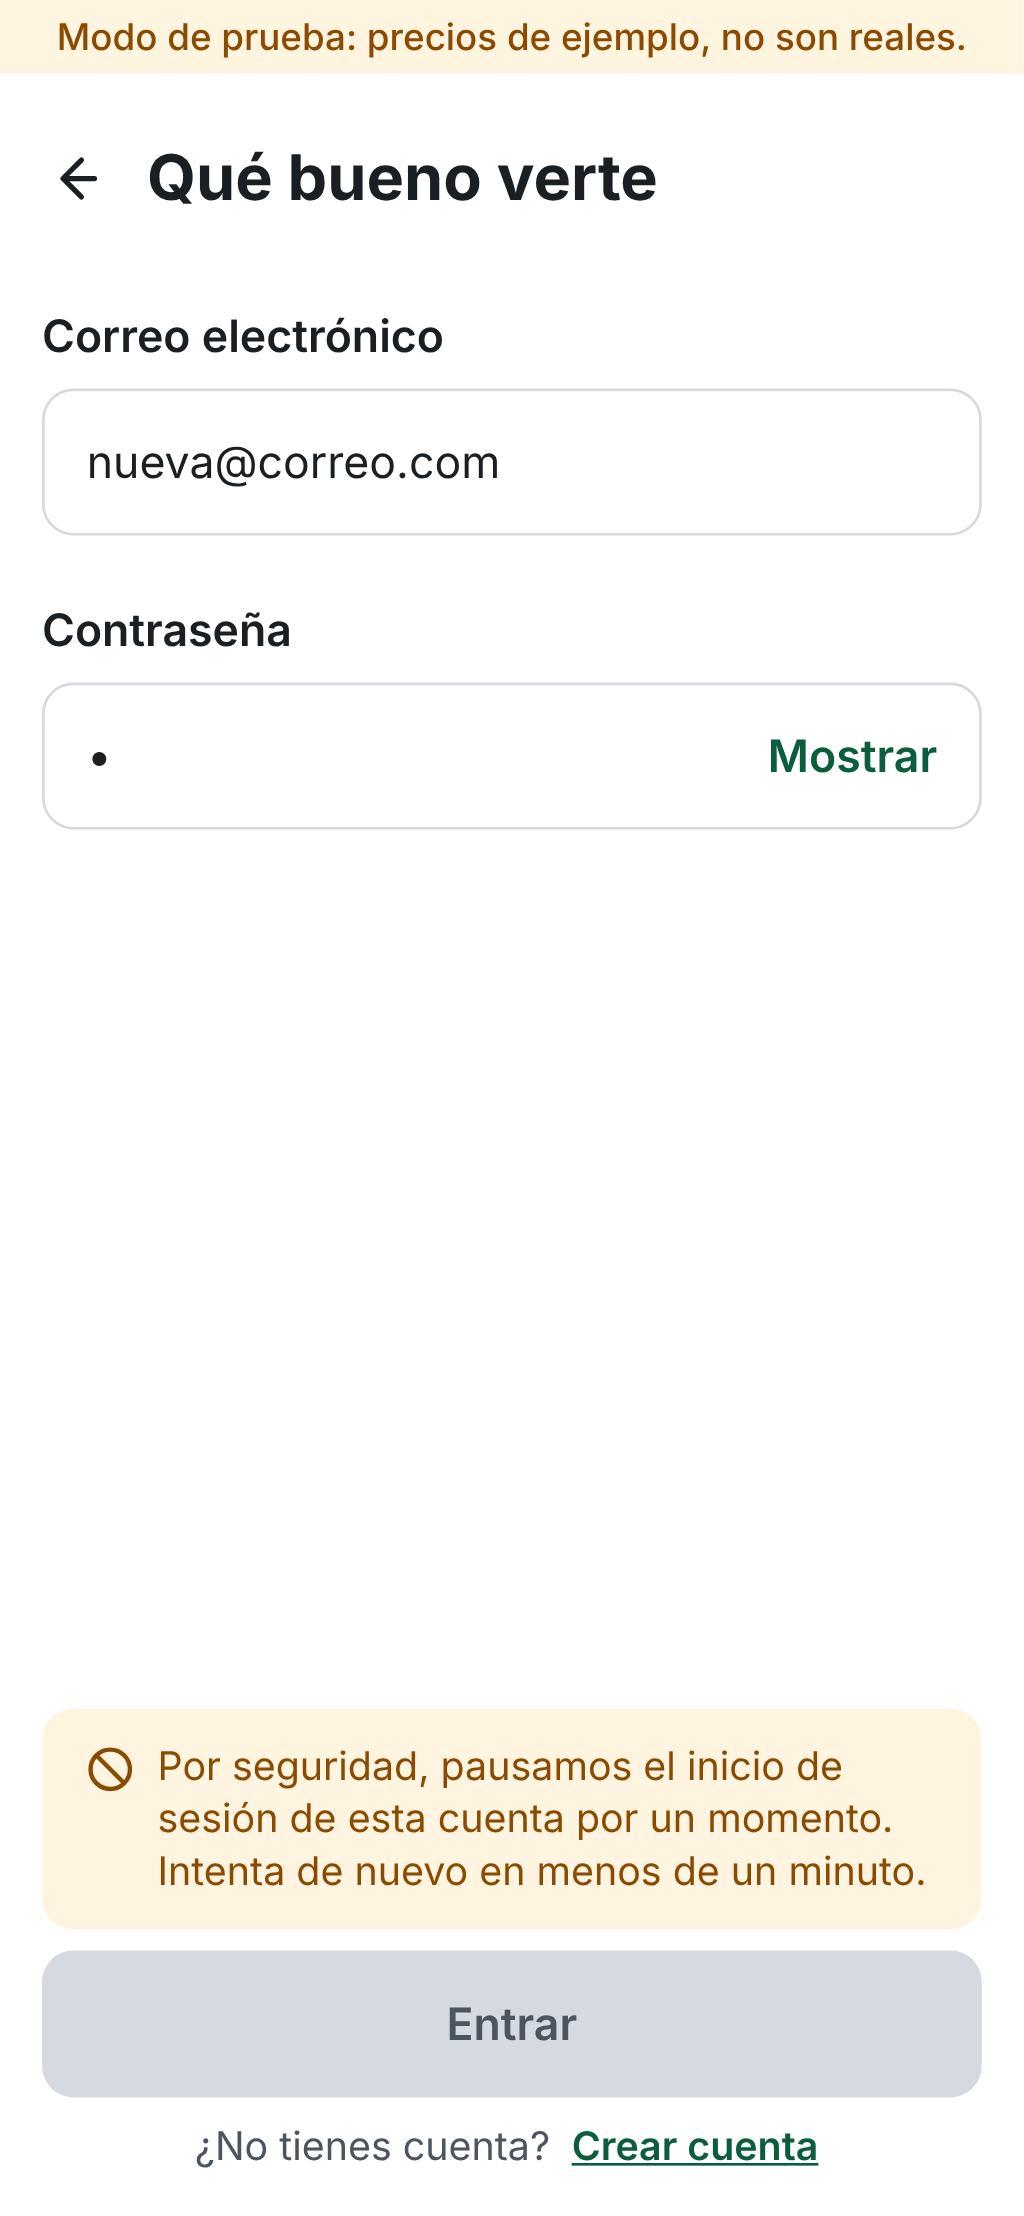 Modo de prueba: precios de ejemplo, no son reales.
Qué bueno verte
Correo electrónico
nueva@correo.com
Contraseña
•
Mostrar
Por seguridad, pausamos el inicio de
sesión de esta cuenta por un momento.
Intenta de nuevo en menos de un minuto.
Entrar
¿No tienes cuenta? Crear cuenta